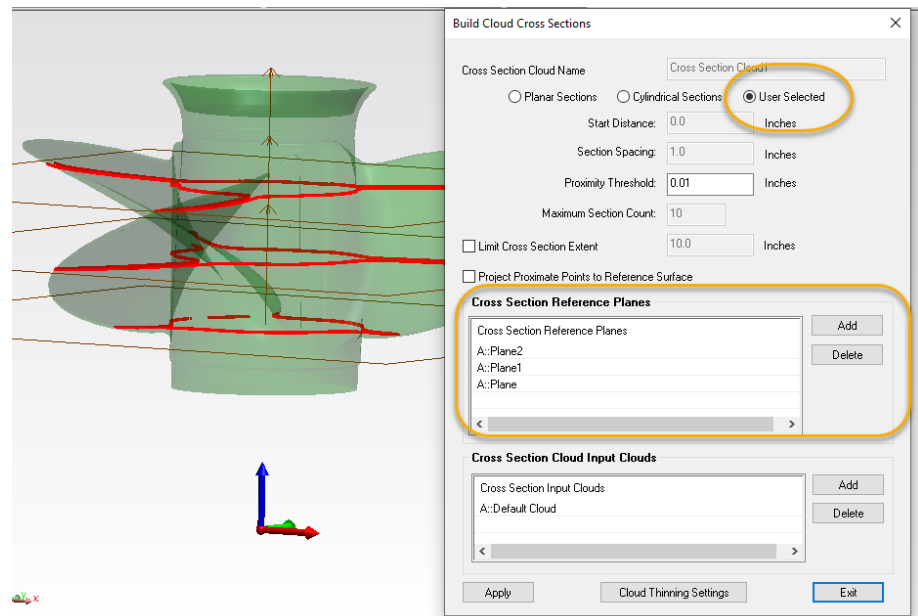 Build Cloud Cross Sections
Cross Section Cloud Name Cross Section Cloud1
Planar Sections Cylindrical Sections User Selected
Start Distance: 0.0 Inches
Section Spacing: 1.0 Inches
Proximity Threshold: 0.01 Inches
Maximum Section Count: 10
Limit Cross Section Extent 10.0 Inches
Project Proximate Points to Reference Surface
Cross Section Reference Planes
Cross Section Reference Planes Add
A::Plane2 Delete
A::Plane1
A::Plane
Cross Section Cloud Input Clouds
Cross Section Input Clouds Add
A::Default Cloud Delete
Apply Cloud Thinning Settings Exit
X